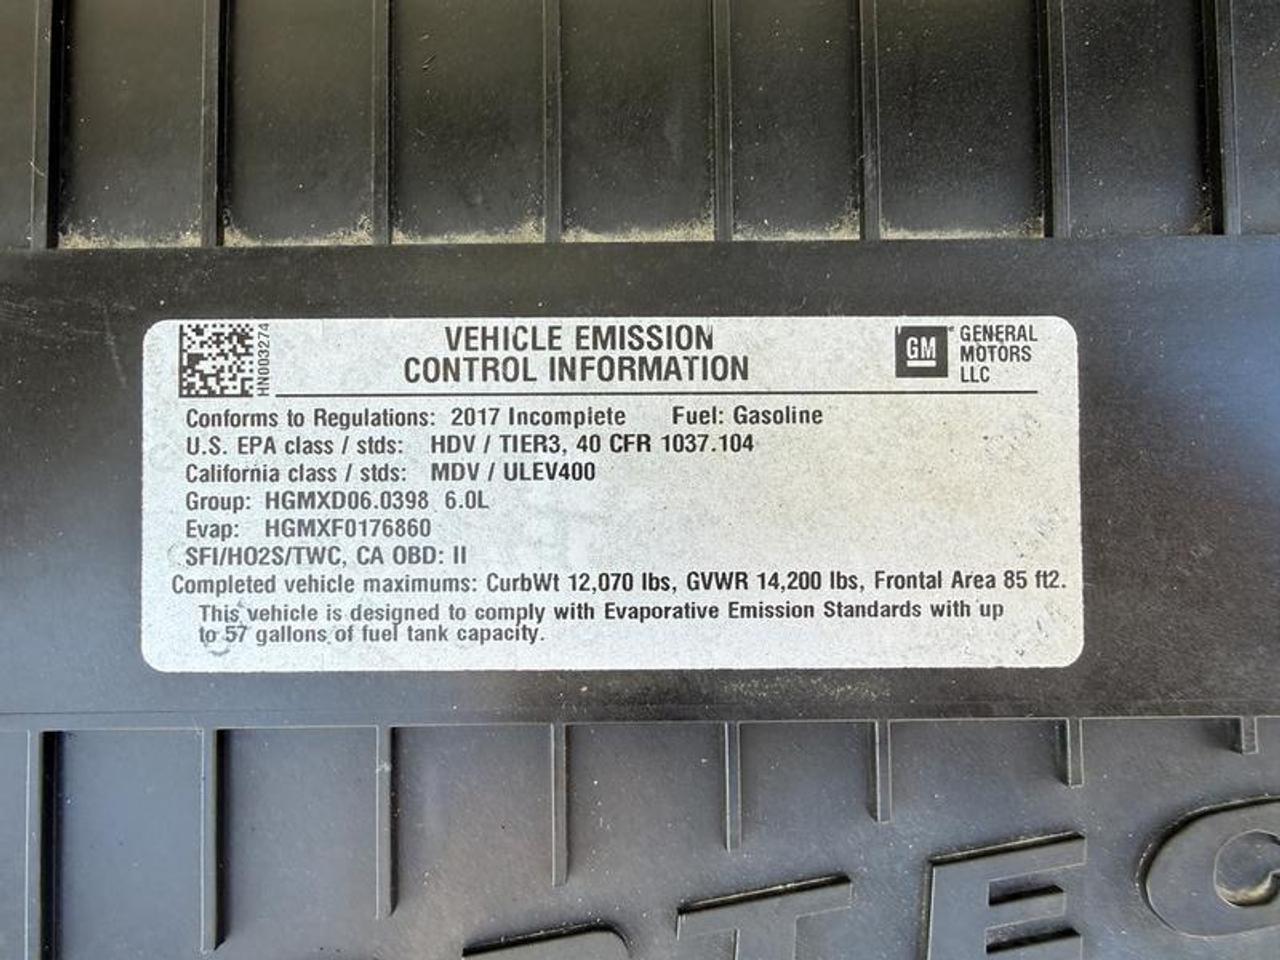 HN003274
VEHICLE EMISSION
CONTROL INFORMATION
GM
GENERAL
MOTORS
LLC
Conforms to Regulations: 2017 Incomplete Fuel: Gasoline
U.S. EPA class / stds: HDV / TIER3, 40 CFR 1037.104
California class / stds: MDV / ULEV400
Group: HGMXD06.0398 6.0L
Evap: HGMXF0176860
SFI/HO2S/TWC, CA OBD: II
Completed vehicle maximums: CurbWt 12,070 lbs, GVWR 14,200 lbs, Frontal Area 85 ft2.
This vehicle is designed to comply with Evaporative Emission Standards with up
to 57 gallons of fuel tank capacity.